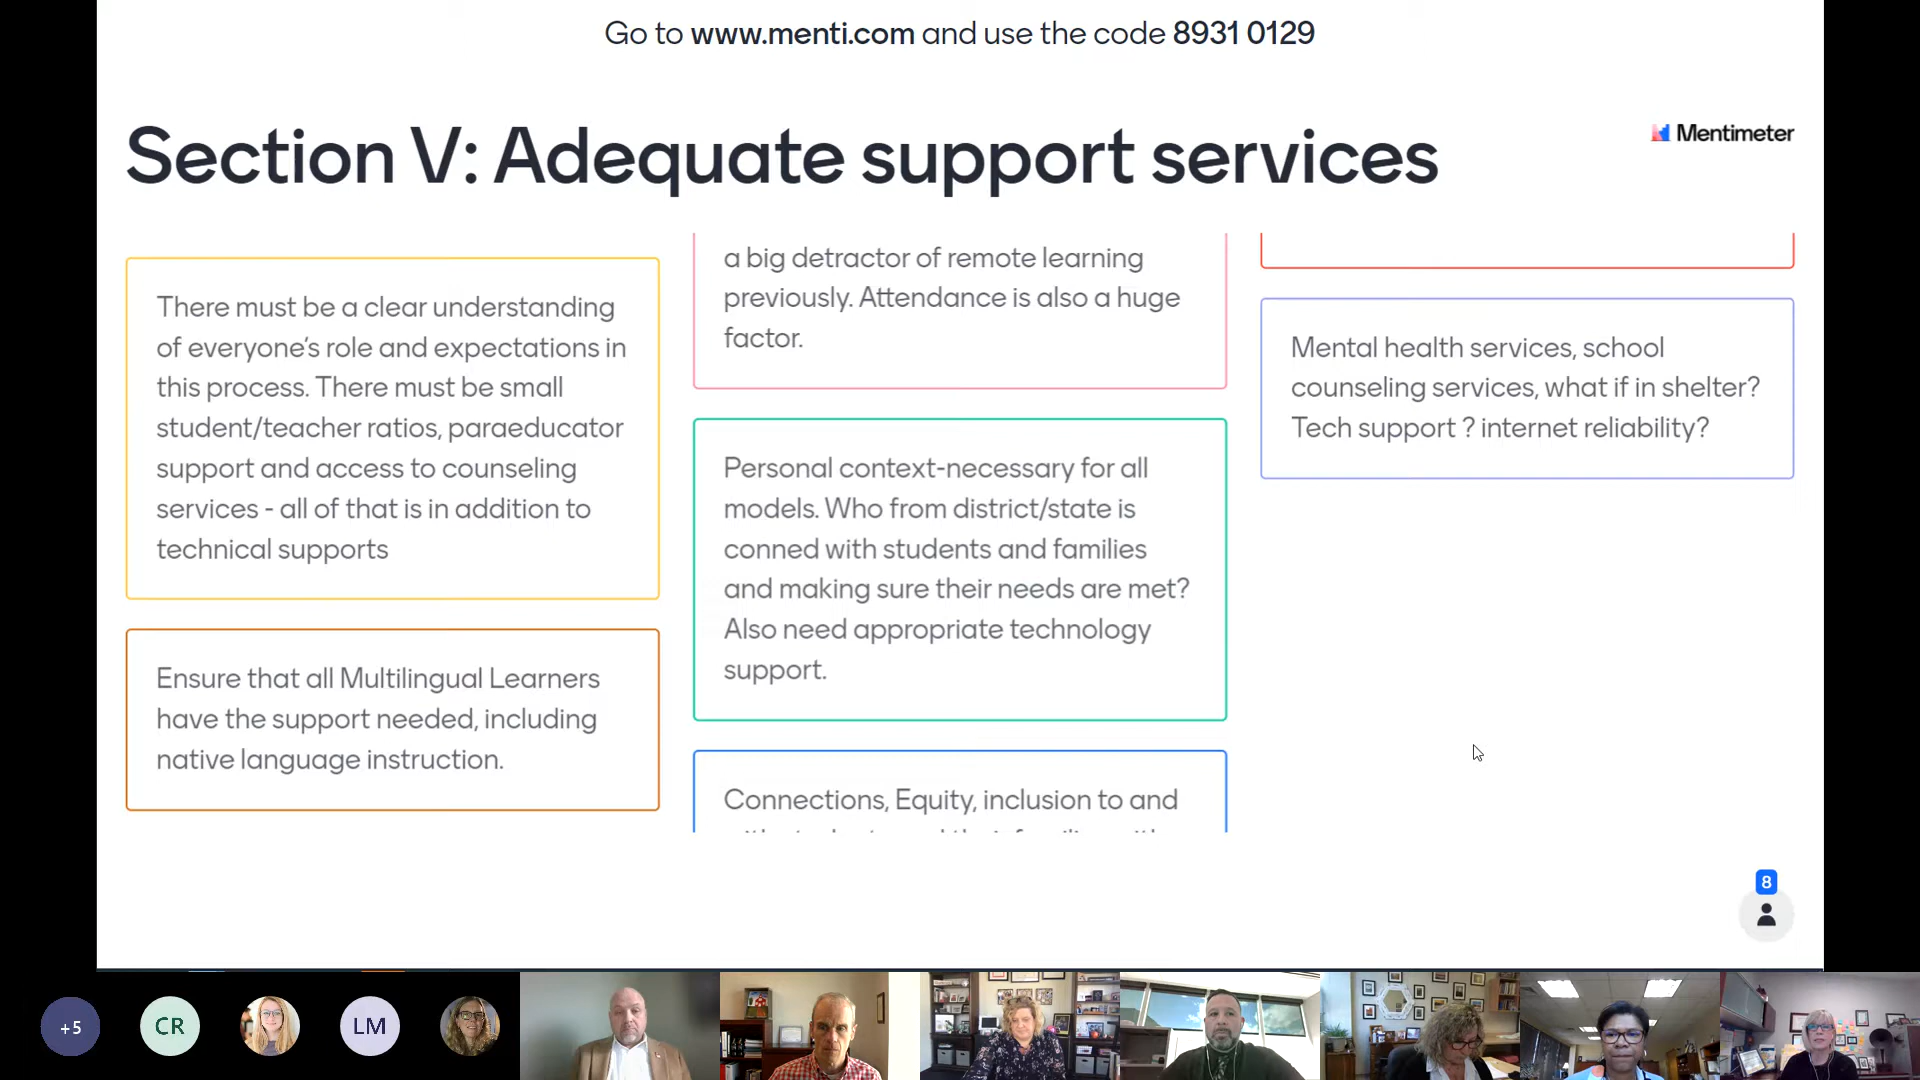 Go to www.menti.com and use the code 8931 0129
Section V: Adequate support services
Mentimeter
There must be a clear understanding
of everyone's role and expectations in
this process. There must be small
student/teacher ratios, paraeducator
support and access to counseling
services - all of that is in addition to
technical supports
Ensure that all Multilingual Learners
have the support needed, including
native language instruction.
a big detractor of remote learning
previously. Attendance is also a huge
factor.
Personal context-necessary for all
models. Who from district/state is
conned with students and families
and making sure their needs are met?
Also need appropriate technology
support.
Connections, Equity, inclusion to and
Mental health services, school
counseling services, what if in shelter?
Tech support ? internet reliability?
8
+5
CR
LM